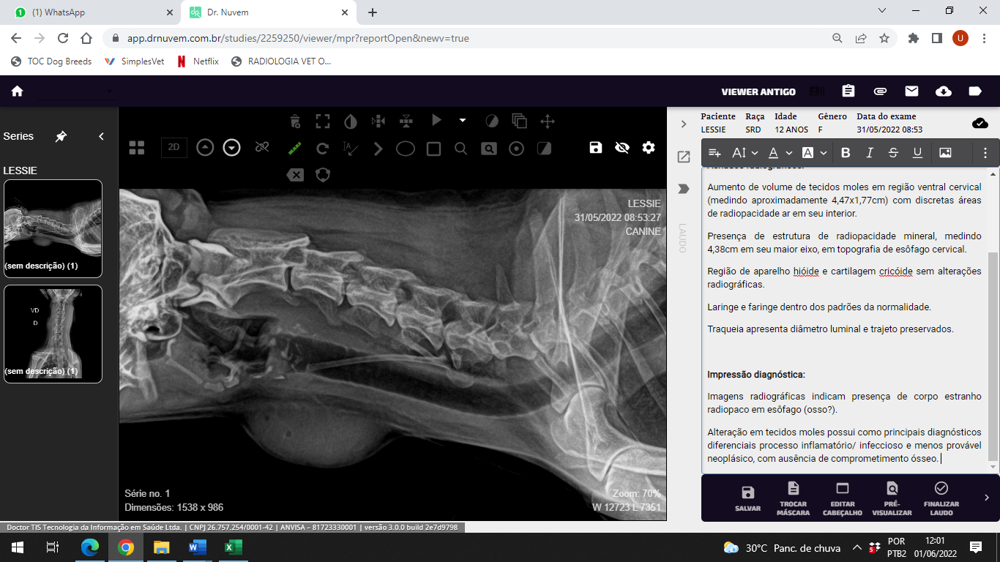 (1) WhatsApp
Dr. Nuvem
app.drnuvem.com.br/studies/2259250/viewer/mpr?reportOpen&newv=true
U
TOC Dog Breeds
SimplesVet
Netflix
RADIOLOGIA VET O...
VIEWER ANTIGO
Series
LESSIE
(sem descrição) (1)
VD
D
(sem descrição) (1)
2D
LESSIE
31/05/2022 08:53:27
CANINE
Série no. 1
Dimensões: 1538 x 986
Zoom: 70%
W 12723 L 7351
LAUDO
Paciente Raça Idade Gênero Data do exame
LESSIE SRD 12 ANOS F 31/05/2022 08:53
Aumento de volume de tecidos moles em região ventral cervical
(medindo aproximadamente 4,47x1,77cm) com discretas áreas
de radiopacidade ar em seu interior.
Presença de estrutura de radiopacidade mineral, medindo
4,38cm em seu maior eixo, em topografia de esôfago cervical.
Região de aparelho hióide e cartilagem cricóide sem alterações
radiográficas.
Laringe e faringe dentro dos padrões da normalidade.
Traqueia apresenta diâmetro luminal e trajeto preservados.
Impressão diagnóstica:
Imagens radiográficas indicam presença de corpo estranho
radiopaco em esôfago (osso?).
Alteração em tecidos moles possui como principais diagnósticos
diferenciais processo inflamatório/ infeccioso e menos provável
neoplásico, com ausência de comprometimento ósseo.
SALVAR
TROCAR
MÁSCARA
EDITAR
CABEÇALHO
PRÉ-
VISUALIZAR
FINALIZAR
LAUDO
Doctor TIS Tecnologia da Informação em Saúde Ltda. | CNPJ 26.757.254/0001-42 | ANVISA – 81723330001 | versão 3.0.0 build 2e7d9798
30°C Panc. de chuva
POR
PTB2
12:01
01/06/2022